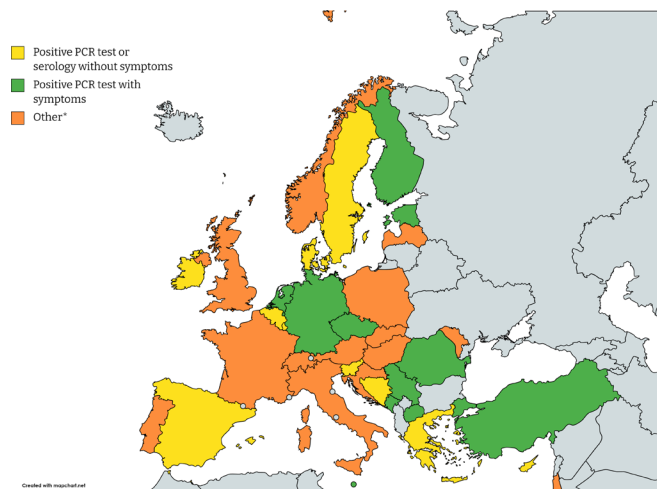 Positive PCR test or
serology without symptoms
Positive PCR test with
symptoms
Other*
Created with mapchart.net